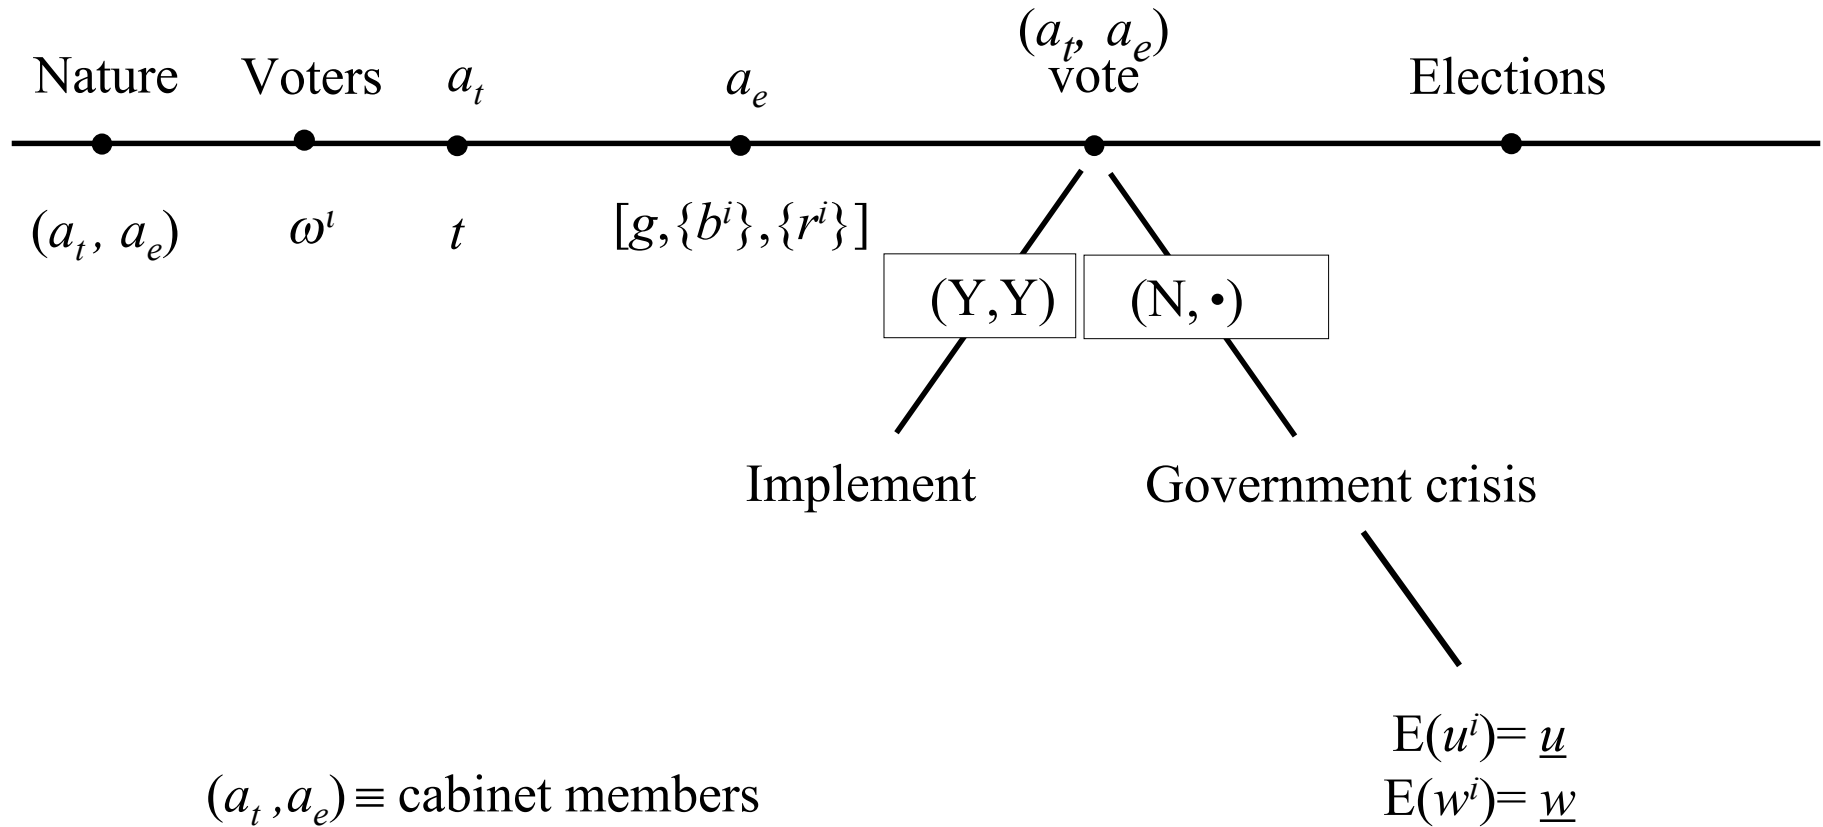 (a_t, a_e)
Nature Voters a_t a_e vote Elections
(a_t, a_e) ω^ι t [g,{b^i},{r^i}]
(Y,Y) (N, •)
Implement Government crisis
E(u^i)= <u>u</u>
(a_t ,a_e) ≡ cabinet members E(w^i)= <u>w</u>